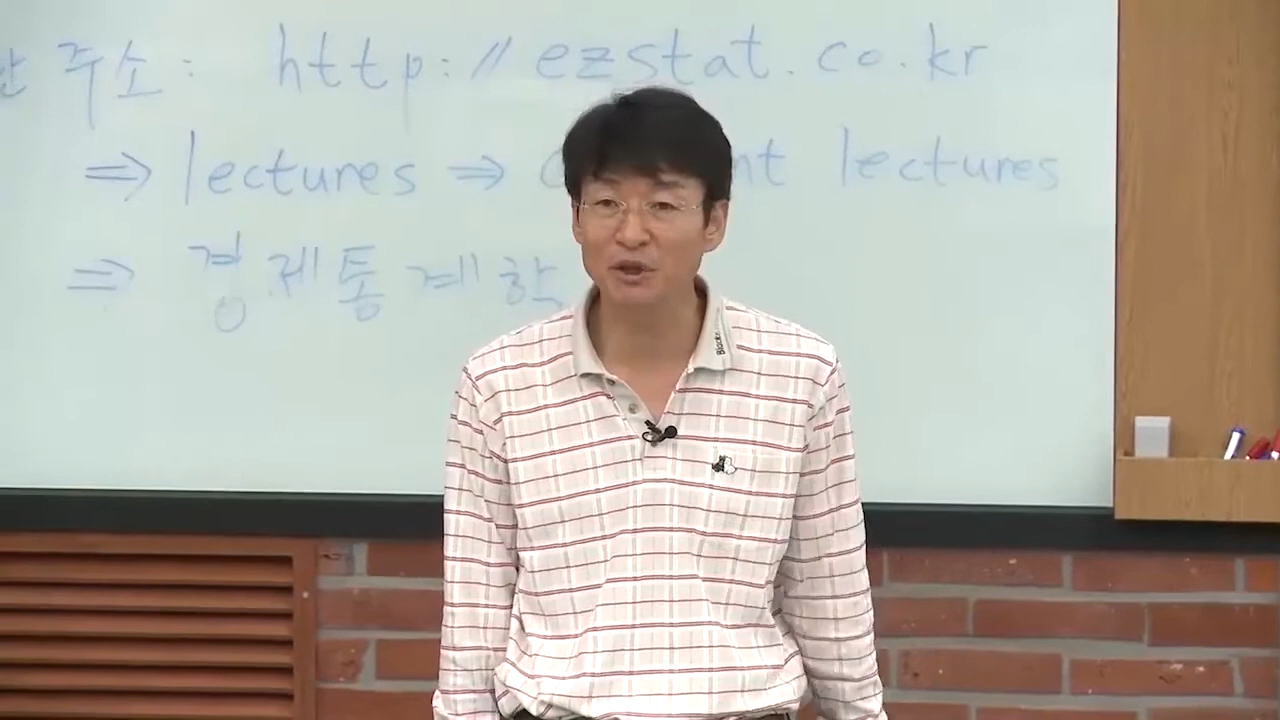 주소: http://ezstat.co.kr
⇒ lectures ⇒ lectures
⇒ 경제통계학